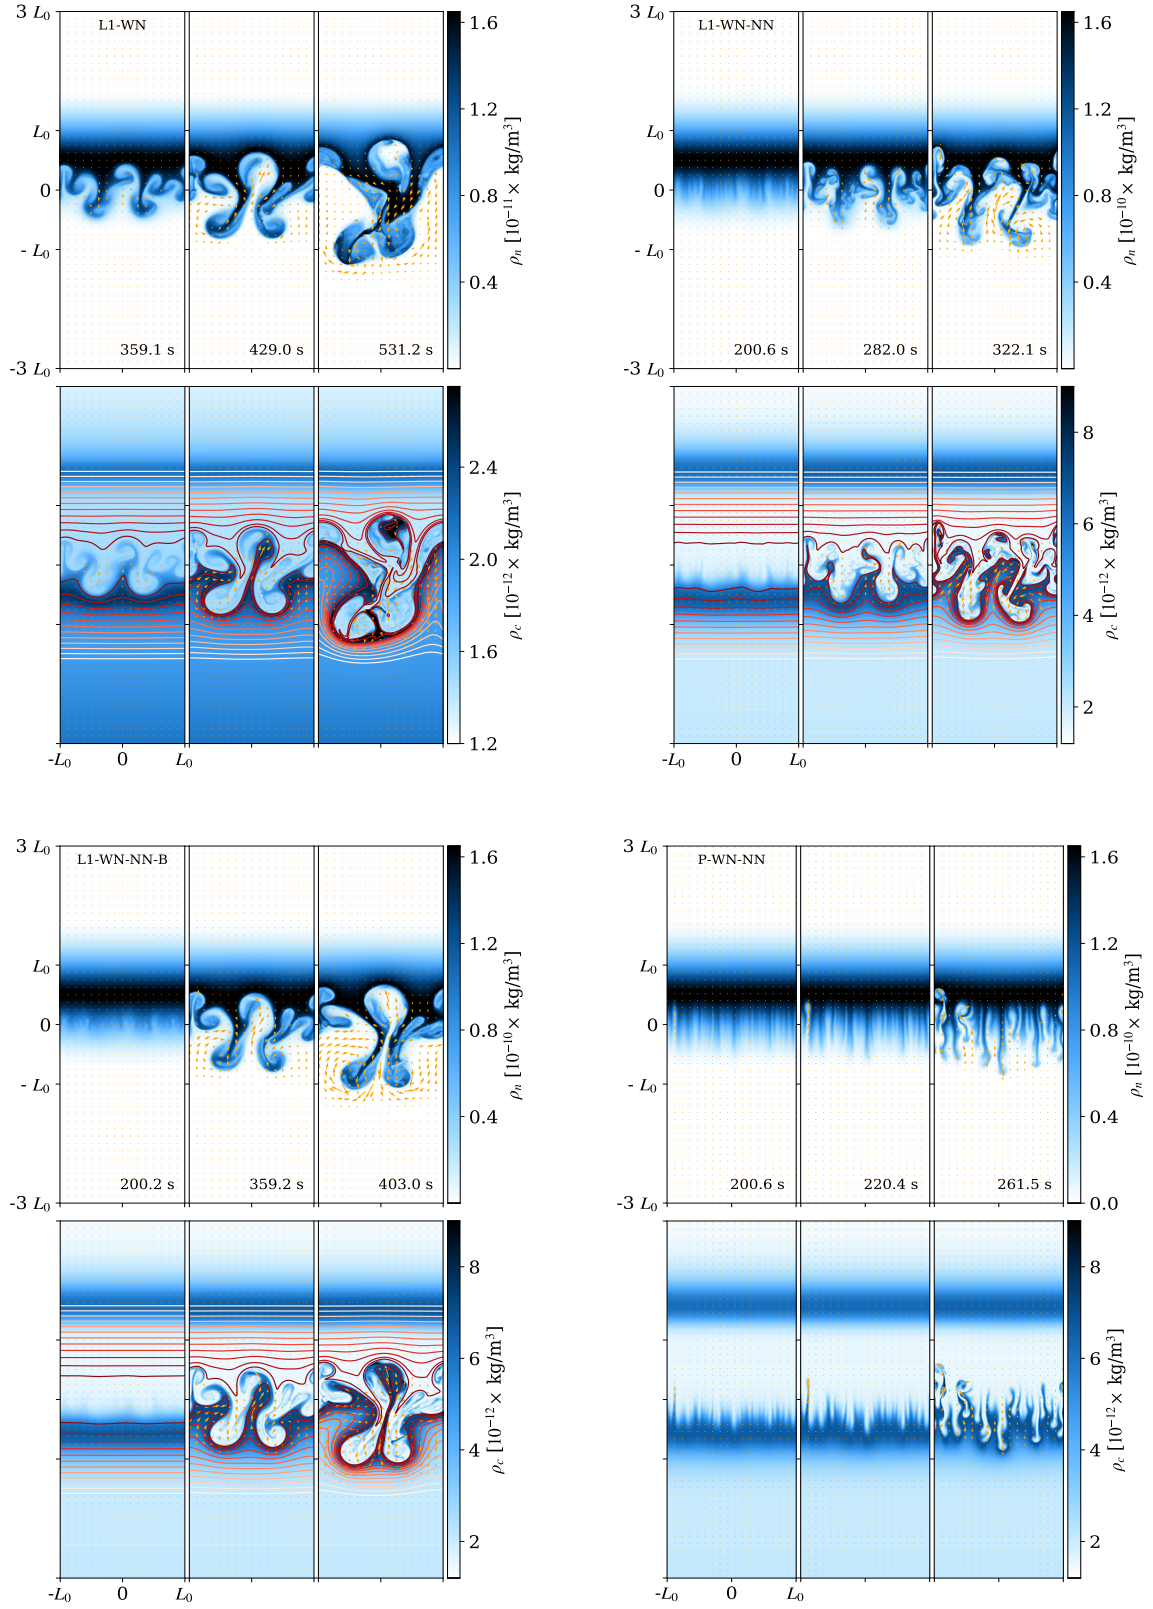 L1-WN
3 L₀
L₀
0
- L₀
-3 L₀
359.1 s
429.0 s
531.2 s
1.6
1.2
0.8
0.4
ρₙ [10⁻¹¹× kg/m³]
2.4
2.0
1.6
1.2
ρ_c [10⁻¹²× kg/m³]
-L₀
0
L₀
L1-WN-NN
3 L₀
L₀
0
- L₀
-3 L₀
200.6 s
282.0 s
322.1 s
1.6
1.2
0.8
0.4
ρₙ [10⁻¹⁰× kg/m³]
8
6
4
2
ρ_c [10⁻¹²× kg/m³]
-L₀
0
L₀
L1-WN-NN-B
3 L₀
L₀
0
- L₀
-3 L₀
200.2 s
359.2 s
403.0 s
1.6
1.2
0.8
0.4
ρₙ [10⁻¹⁰× kg/m³]
8
6
4
2
ρ_c [10⁻¹²× kg/m³]
-L₀
0
L₀
P-WN-NN
3 L₀
L₀
0
- L₀
-3 L₀
200.6 s
220.4 s
261.5 s
1.6
1.2
0.8
0.4
0.0
ρₙ [10⁻¹⁰× kg/m³]
8
6
4
2
ρ_c [10⁻¹²× kg/m³]
-L₀
0
L₀